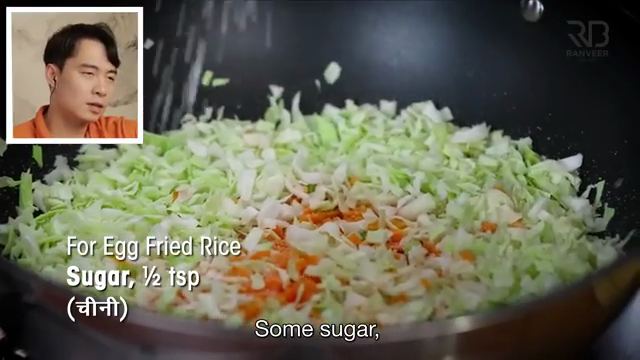 RB
RANVEER
For Egg Fried Rice
Sugar, ½ tsp
(चीनी)
Some sugar,